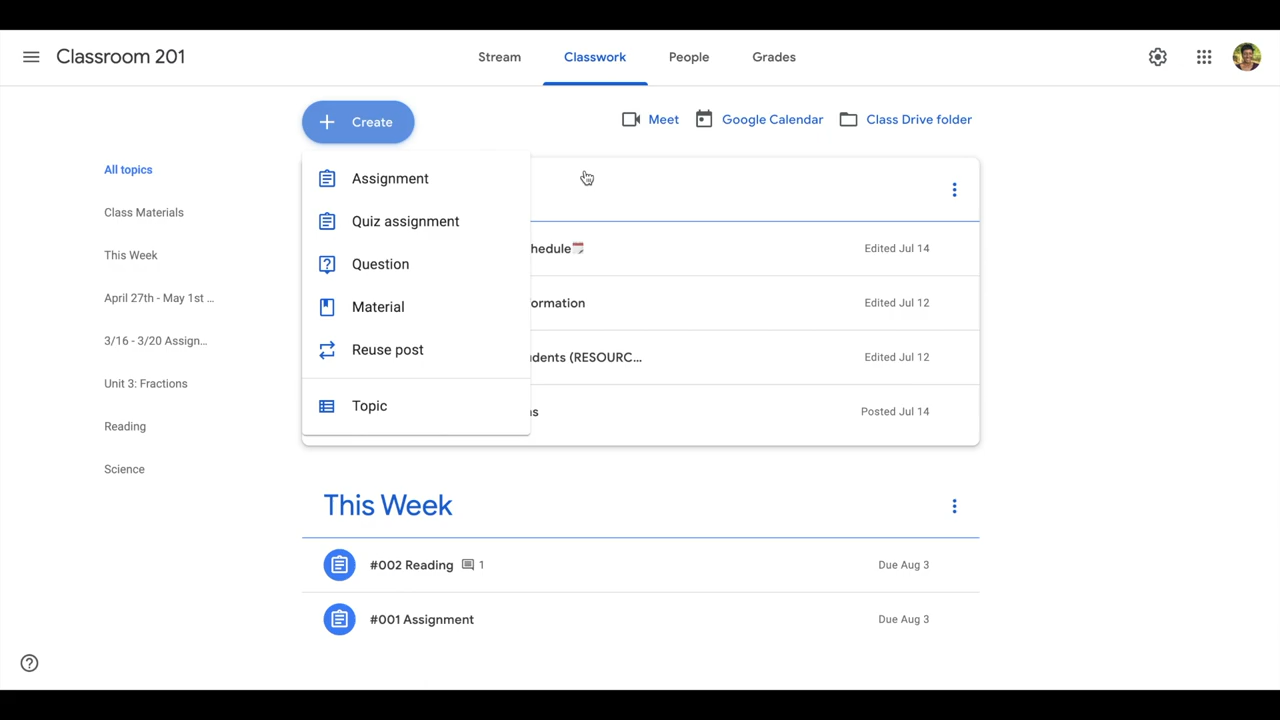 Classroom 201
Stream
Classwork
People
Grades
Create
Meet
Google Calendar
Class Drive folder
All topics
Class Materials
This Week
April 27th - May 1st ...
3/16 - 3/20 Assign...
Unit 3: Fractions
Reading
Science
Assignment
Quiz assignment
Question
Material
Reuse post
Topic
hedule Edited Jul 14
ormation Edited Jul 12
dents (RESOURC... Edited Jul 12
s Posted Jul 14
This Week
#002 Reading 1 Due Aug 3
#001 Assignment Due Aug 3